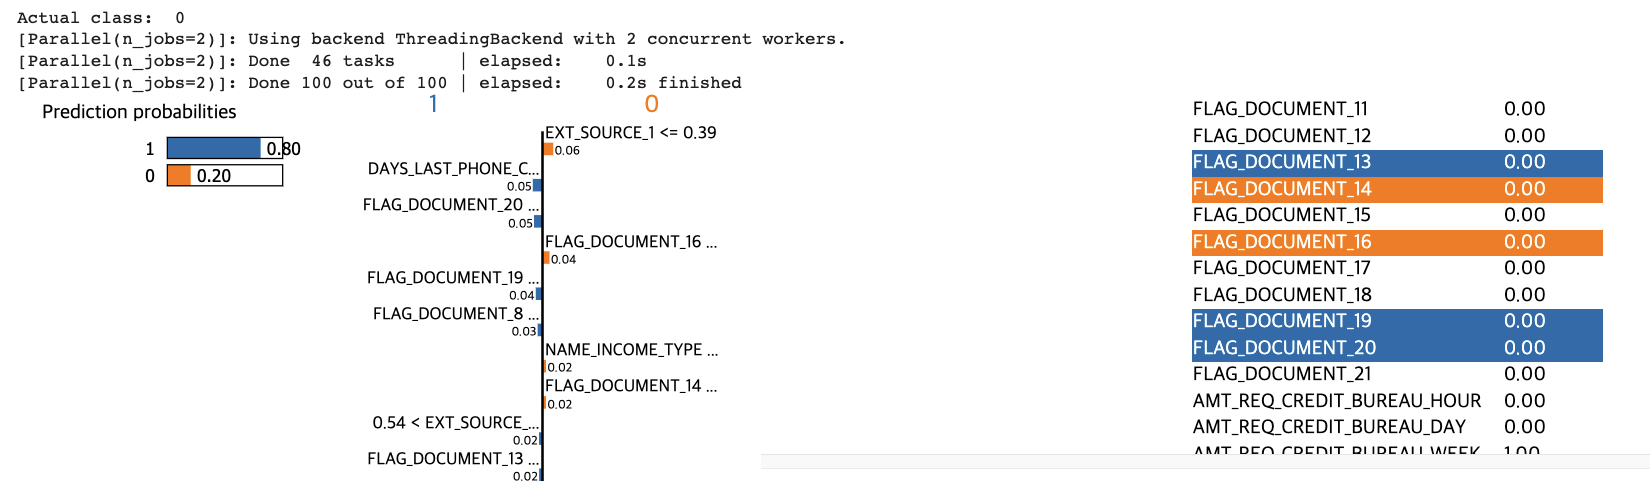 Actual class:  0
[Parallel(n_jobs=2)]: Using backend ThreadingBackend with 2 concurrent workers.
[Parallel(n_jobs=2)]: Done  46 tasks      | elapsed:    0.1s
[Parallel(n_jobs=2)]: Done 100 out of 100 | elapsed:    0.2s finished
Prediction probabilities
1 0.80
0 0.20
1 0
EXT_SOURCE_1 <= 0.39
0.06
DAYS_LAST_PHONE_C...
0.05
FLAG_DOCUMENT_20 ...
0.05
FLAG_DOCUMENT_16 ...
0.04
FLAG_DOCUMENT_19 ...
0.04
FLAG_DOCUMENT_8 ...
0.03
NAME_INCOME_TYPE ...
0.02
FLAG_DOCUMENT_14 ...
0.02
0.54 < EXT_SOURCE_...
0.02
FLAG_DOCUMENT_13 ...
0.02
FLAG_DOCUMENT_11 0.00
FLAG_DOCUMENT_12 0.00
FLAG_DOCUMENT_13 0.00
FLAG_DOCUMENT_14 0.00
FLAG_DOCUMENT_15 0.00
FLAG_DOCUMENT_16 0.00
FLAG_DOCUMENT_17 0.00
FLAG_DOCUMENT_18 0.00
FLAG_DOCUMENT_19 0.00
FLAG_DOCUMENT_20 0.00
FLAG_DOCUMENT_21 0.00
AMT_REQ_CREDIT_BUREAU_HOUR 0.00
AMT_REQ_CREDIT_BUREAU_DAY 0.00
AMT_REQ_CREDIT_BUREAU_WEEK 1.00